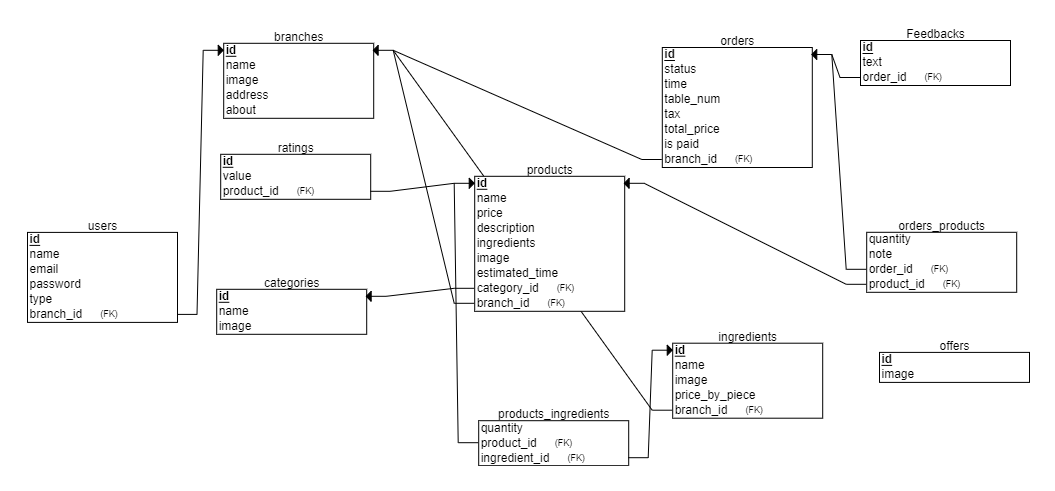 branches
id
name
image
address
about
ratings
id
value
product_id (FK)
users
id
name
email
password
type
branch_id (FK)
categories
id
name
image
products
id
name
price
description
ingredients
image
estimated_time
category_id (FK)
branch_id (FK)
products_ingredients
quantity
product_id (FK)
ingredient_id (FK)
orders
id
status
time
table_num
tax
total_price
is paid
branch_id (FK)
Feedbacks
id
text
order_id (FK)
orders_products
quantity
note
order_id (FK)
product_id (FK)
ingredients
id
name
image
price_by_piece
branch_id (FK)
offers
id
image